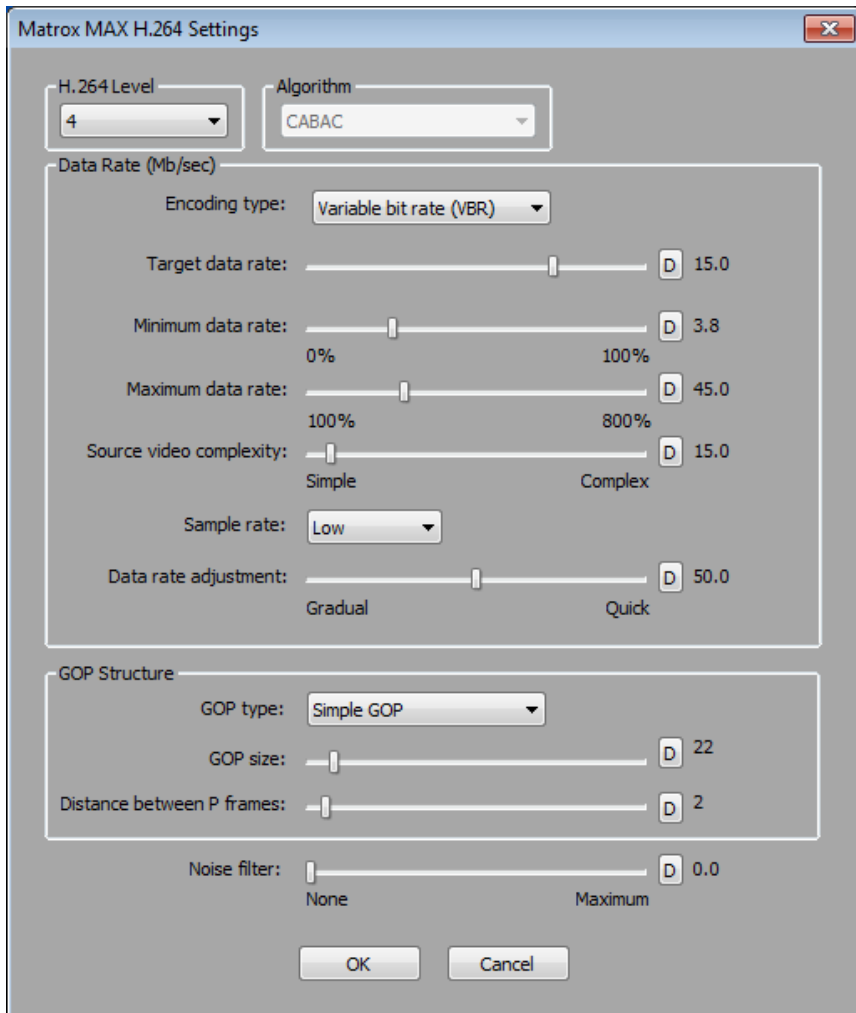 Matrox MAX H.264 Settings
H.264 Level
Algorithm
4
CABAC
Data Rate (Mb/sec)
Encoding type: Variable bit rate (VBR)
Target data rate: D 15.0
Minimum data rate: D 3.8
0% 100%
Maximum data rate: D 45.0
100% 800%
Source video complexity: D 15.0
Simple Complex
Sample rate: Low
Data rate adjustment: D 50.0
Gradual Quick
GOP Structure
GOP type: Simple GOP
GOP size: D 22
Distance between P frames: D 2
Noise filter: D 0.0
None Maximum
OK Cancel